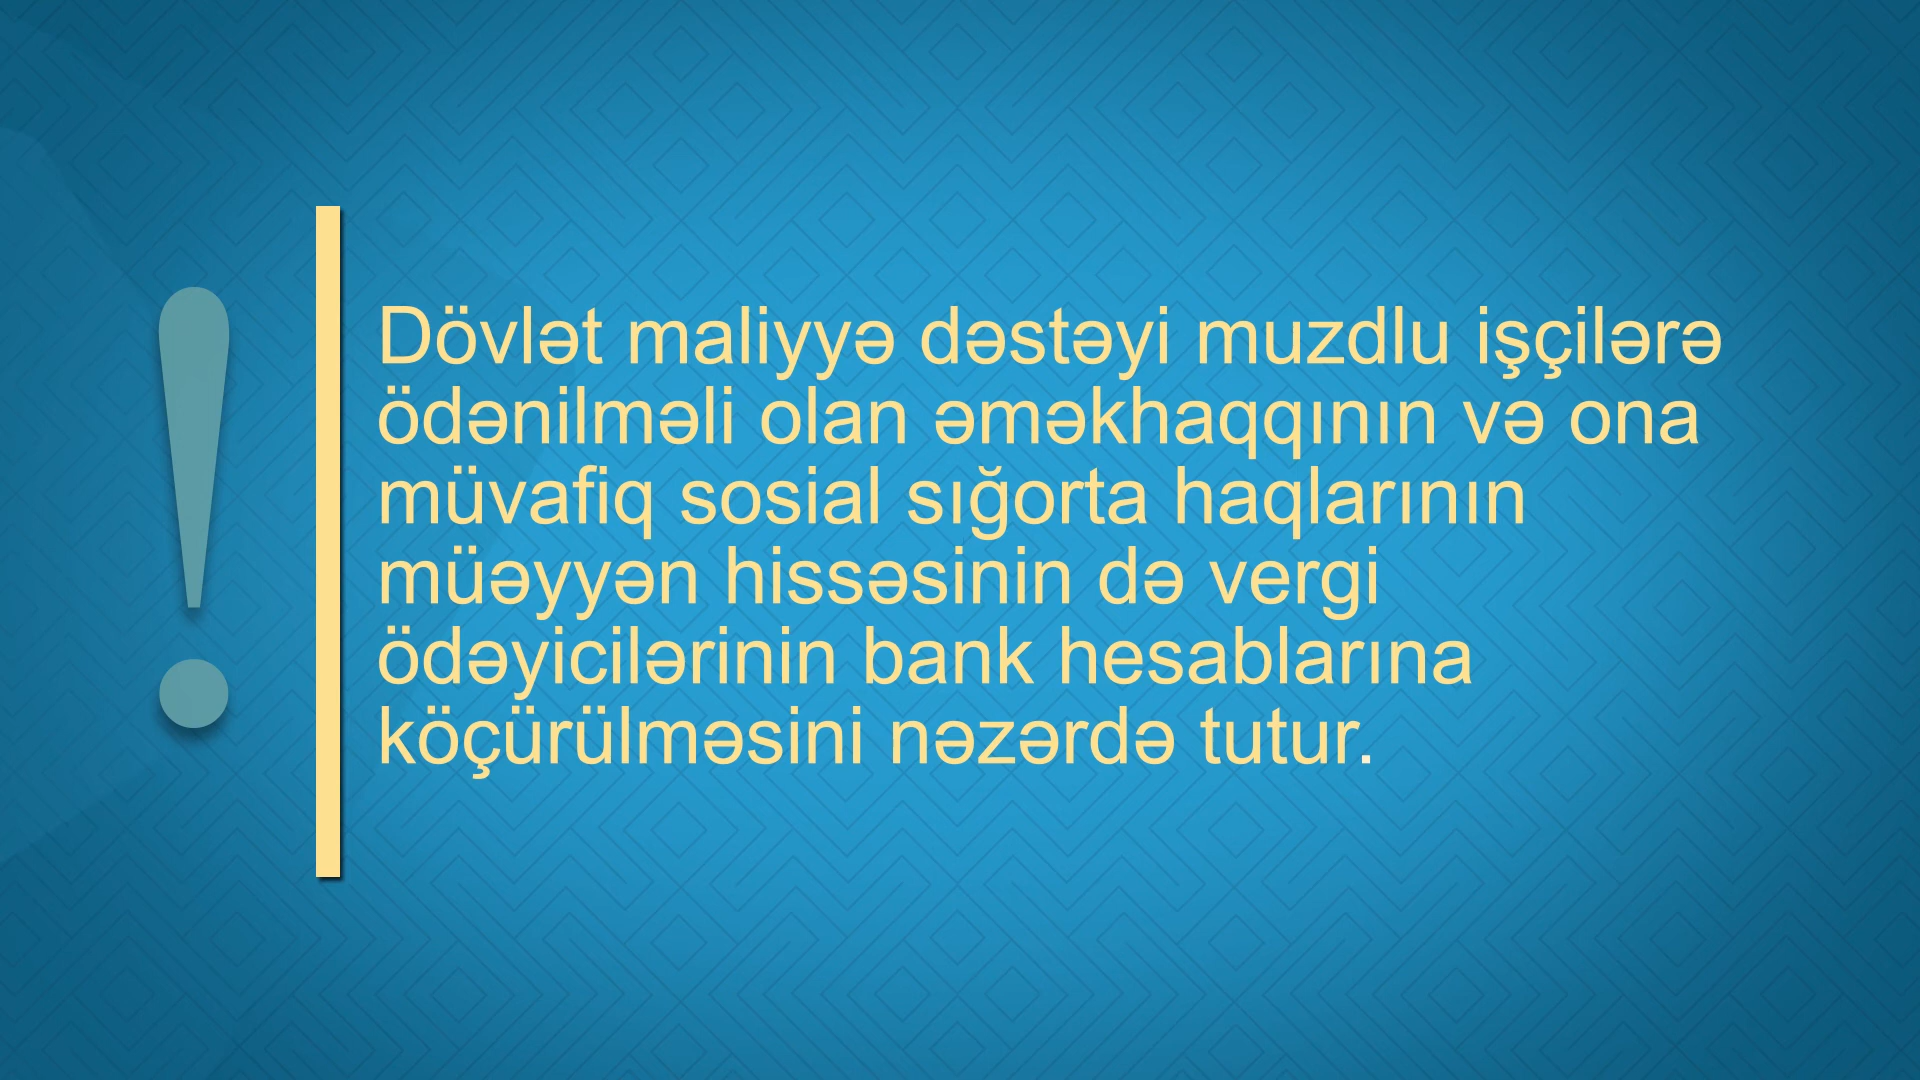 Dövlət maliyyə dəstəyi muzdlu işçilərə
ödənilməli olan əməkhaqqının və ona
müvafiq sosial sığorta haqlarının
müəyyən hissəsinin də vergi
ödəyicilərinin bank hesablarına
köçürülməsini nəzərdə tutur.